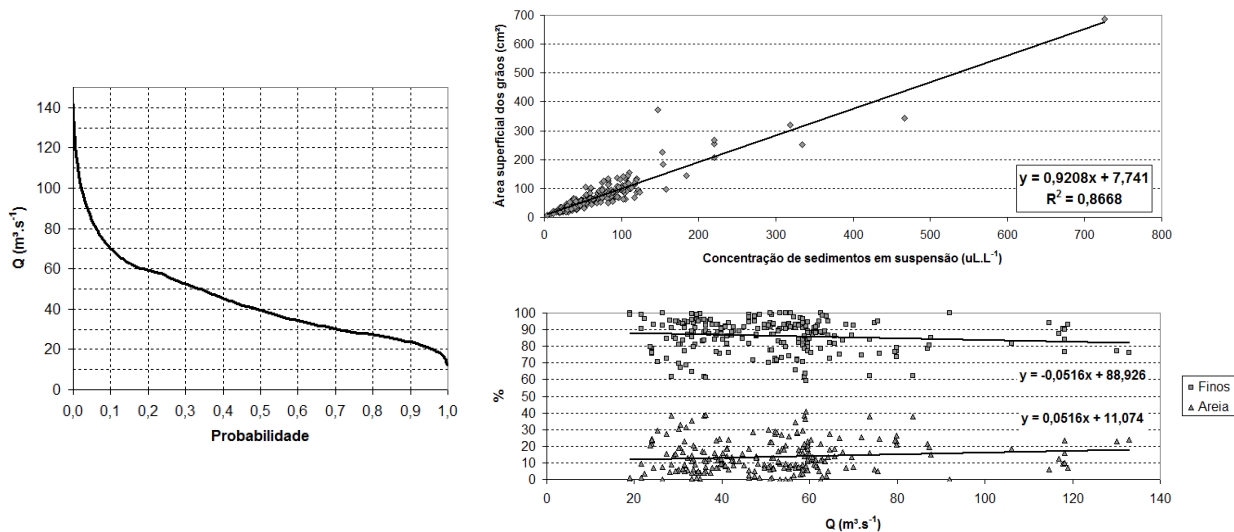 Q (m³.s⁻¹)
140
120
100
80
60
40
20
0
0,0 0,1 0,2 0,3 0,4 0,5 0,6 0,7 0,8 0,9 1,0
Probabilidade
Área superficial dos grãos (cm²)
700
600
500
400
300
200
100
0
y = 0,9208x + 7,741
R² = 0,8668
0 100 200 300 400 500 600 700 800
Concentração de sedimentos em suspensão (uL.L⁻¹)
%
100
90
80
70
60
50
40
30
20
10
0
y = -0,0516x + 88,926
y = 0,0516x + 11,074
Finos
Areia
0 20 40 60 80 100 120 140
Q (m³.s⁻¹)